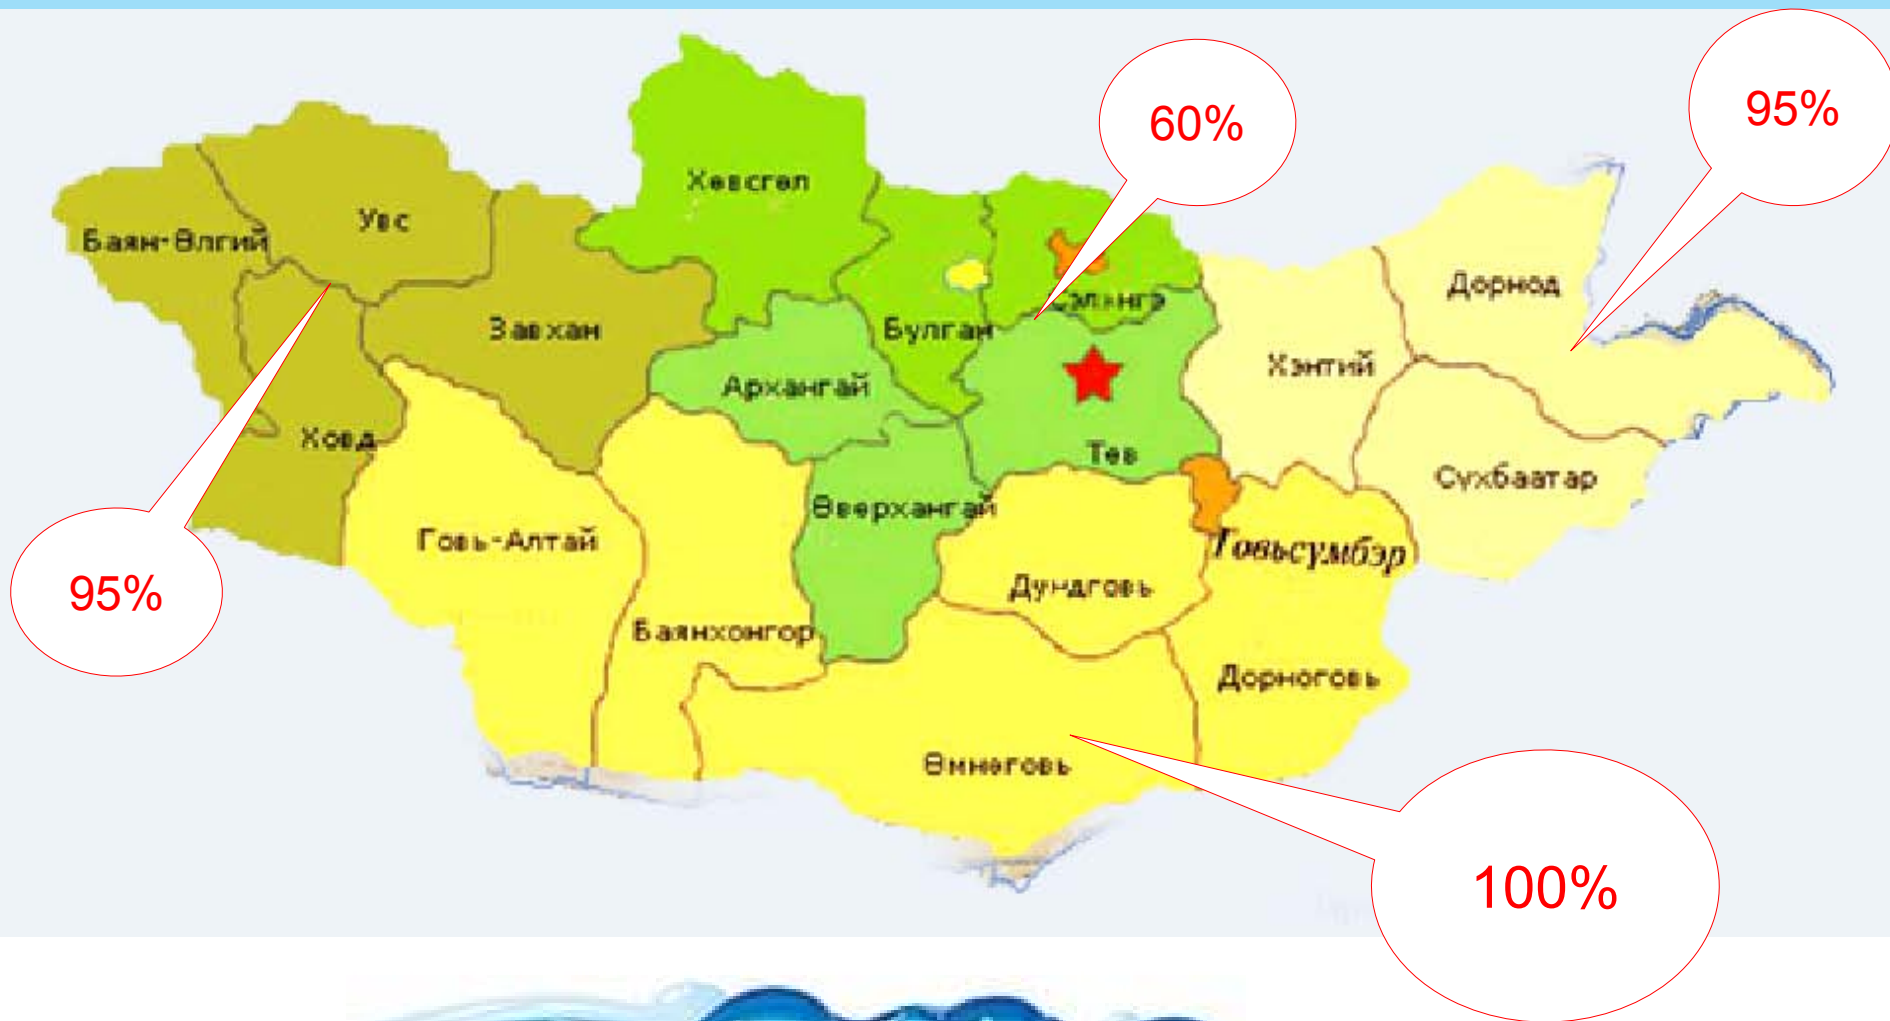 95%
60%
Хөвсгөл
Увс
Баян-Өлгий
Дорнод
Сэлэнгэ
Завхан
Булган
Хэнтий
Архангай
Ховд
Төв
Сүхбаатар
Өвөрхангай
Говь-Алтай
Говьсүмбэр
Дундговь
95%
Баянхонгор
Дорноговь
Өмнөговь
100%